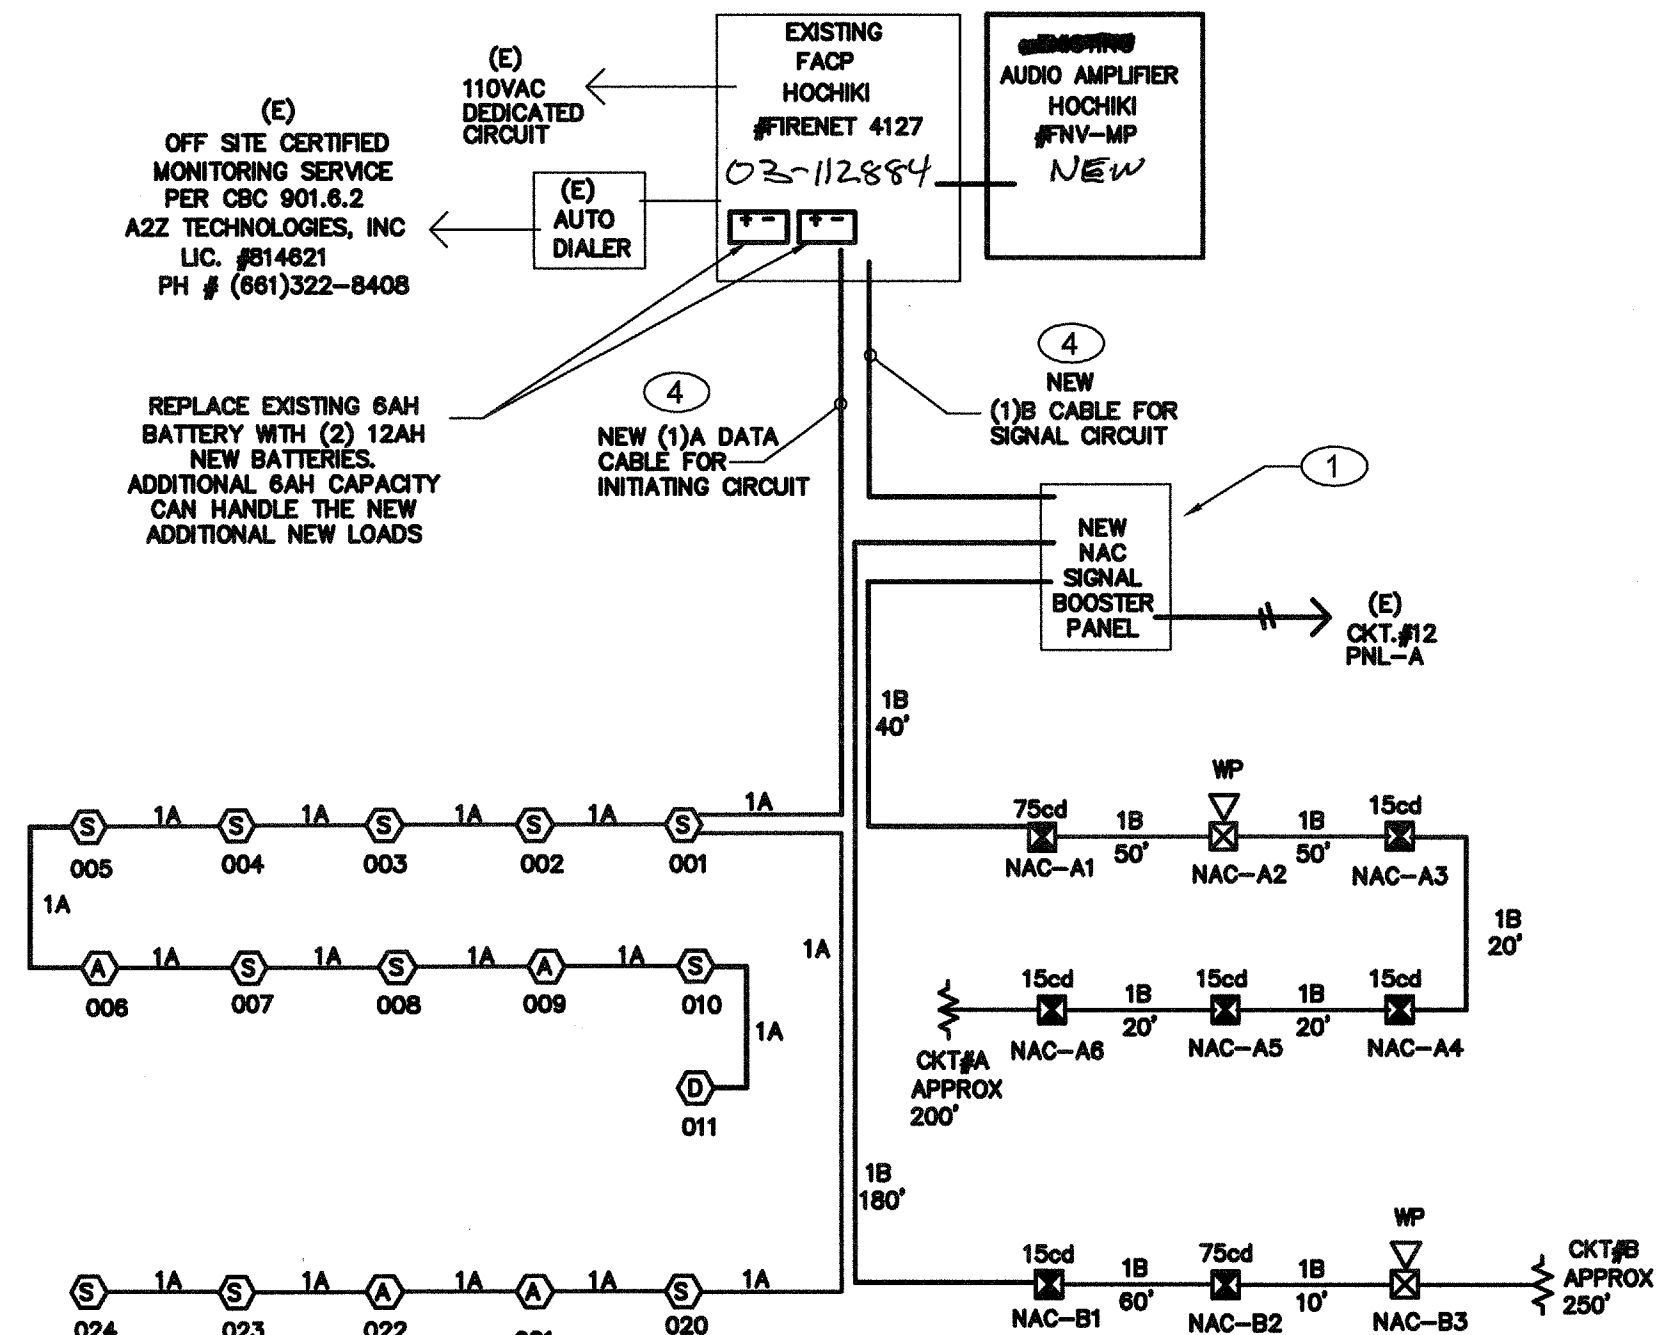 EXISTING
FACP
HOCHIKI
#FIRENET 4127
03-112884
AUDIO AMPLIFIER
HOCHIKI
#FNV-MP
NEW
(E)
110VAC
DEDICATED
CIRCUIT
(E)
OFF SITE CERTIFIED
MONITORING SERVICE
PER CBC 901.6.2
A2Z TECHNOLOGIES, INC
LIC. #814621
PH # (661)322-8408
(E)
AUTO
DIALER
+ - + -
REPLACE EXISTING 6AH
BATTERY WITH (2) 12AH
NEW BATTERIES.
ADDITIONAL 6AH CAPACITY
CAN HANDLE THE NEW
ADDITIONAL NEW LOADS
4
NEW (1)A DATA
CABLE FOR
INITIATING CIRCUIT
4
NEW
(1)B CABLE FOR
SIGNAL CIRCUIT
1
NEW
NAC
SIGNAL
BOOSTER
PANEL
(E)
CKT.#12
PNL-A
1B
40'
1A 1A 1A 1A 1A
S S S S S
005 004 003 002 001
1A
1A 1A 1A 1A
A S S A S
006 007 008 009 010
1A
D
011
1A
WP
75cd 1B 1B 15cd
50' 50'
NAC-A1 NAC-A2 NAC-A3
1B
20'
15cd 1B 15cd 1B 15cd
20' 20'
NAC-A6 NAC-A5 NAC-A4
CKT#A
APPROX
200'
1B
180'
WP
15cd 1B 75cd 1B
60' 10'
NAC-B1 NAC-B2 NAC-B3
CKT#B
APPROX
250'
1A 1A 1A 1A 1A
S S A A S
024 023 022 020